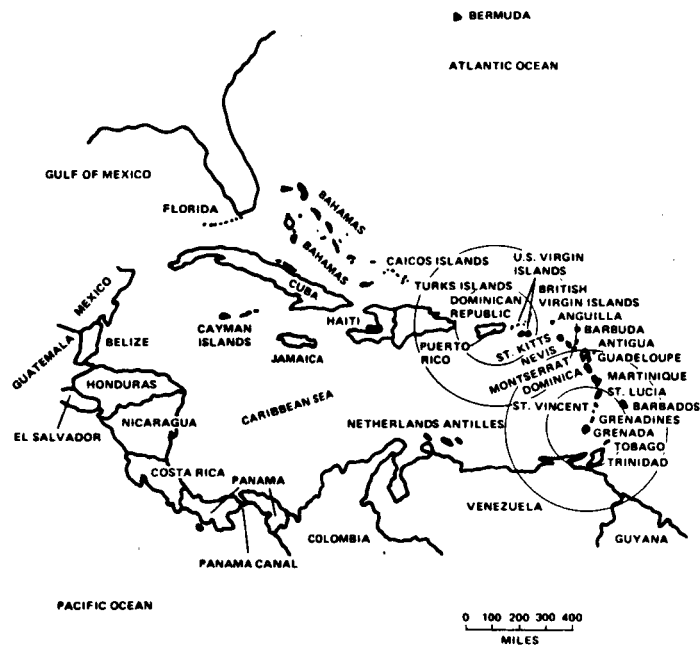 BERMUDA
ATLANTIC OCEAN
GULF OF MEXICO
FLORIDA
BAHAMAS
BAHAMAS
CAICOS ISLANDS
U.S. VIRGIN
ISLANDS
TURKS ISLANDS
BRITISH
VIRGIN ISLANDS
DOMINICAN
REPUBLIC
CUBA
MEXICO
ANGUILLA
BARBUDA
HAITI
CAYMAN
ISLANDS
JAMAICA
PUERTO
RICO
ST. KITTS
NEVIS
ANTIGUA
GUADELOUPE
GUATEMALA
BELIZE
MONTSERRAT
DOMINICA
MARTINIQUE
ST. LUCIA
HONDURAS
CARIBBEAN SEA
ST. VINCENT
BARBADOS
GRENADINES
NICARAGUA
EL SALVADOR
NETHERLANDS ANTILLES
GRENADA
TOBAGO
TRINIDAD
COSTA RICA
PANAMA
VENEZUELA
COLOMBIA
GUYANA
PANAMA CANAL
PACIFIC OCEAN
0 100 200 300 400
MILES